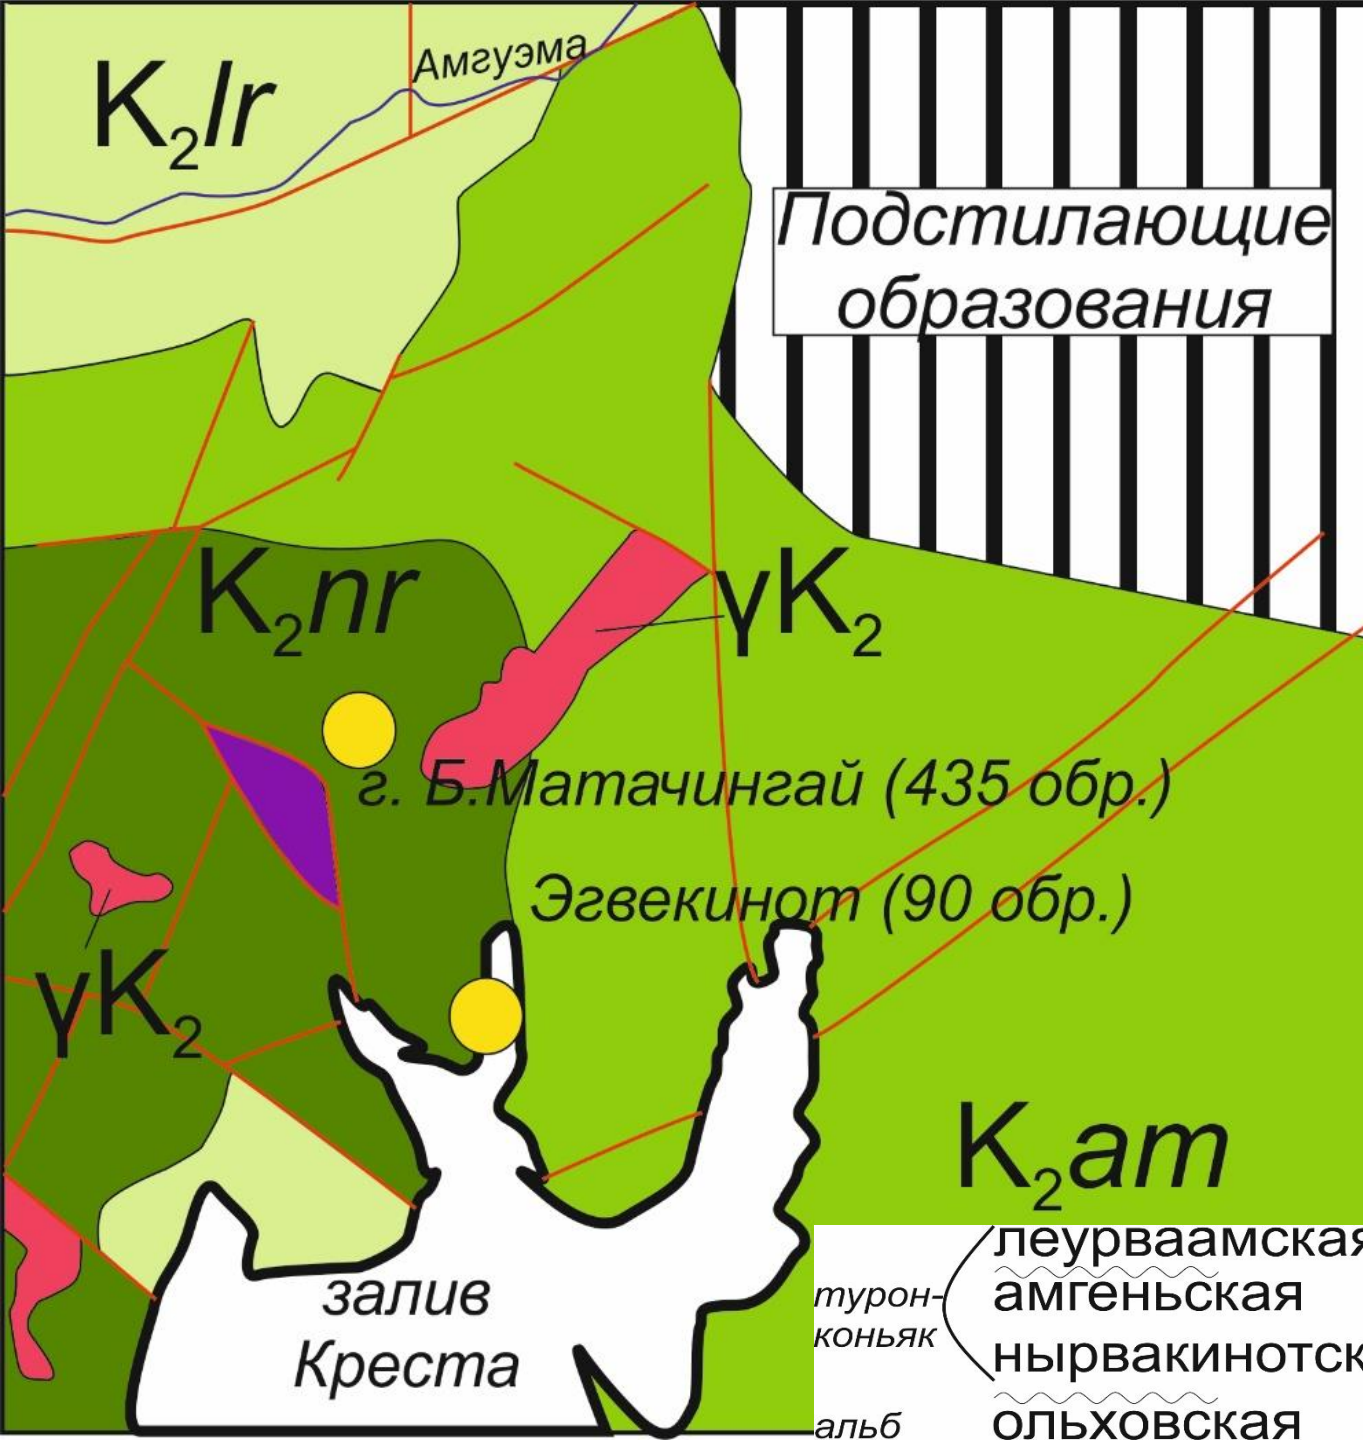 K₂lr
Амгуэма
Подстилающие
образования
K₂nr
γK₂
г. Б.Матачингай (435 обр.)
Эгвекинот (90 обр.)
γK₂
K₂am
залив
Креста
леурваамская
турон-
коньяк
амгеньская
нырвакинотск
альб
ольховская